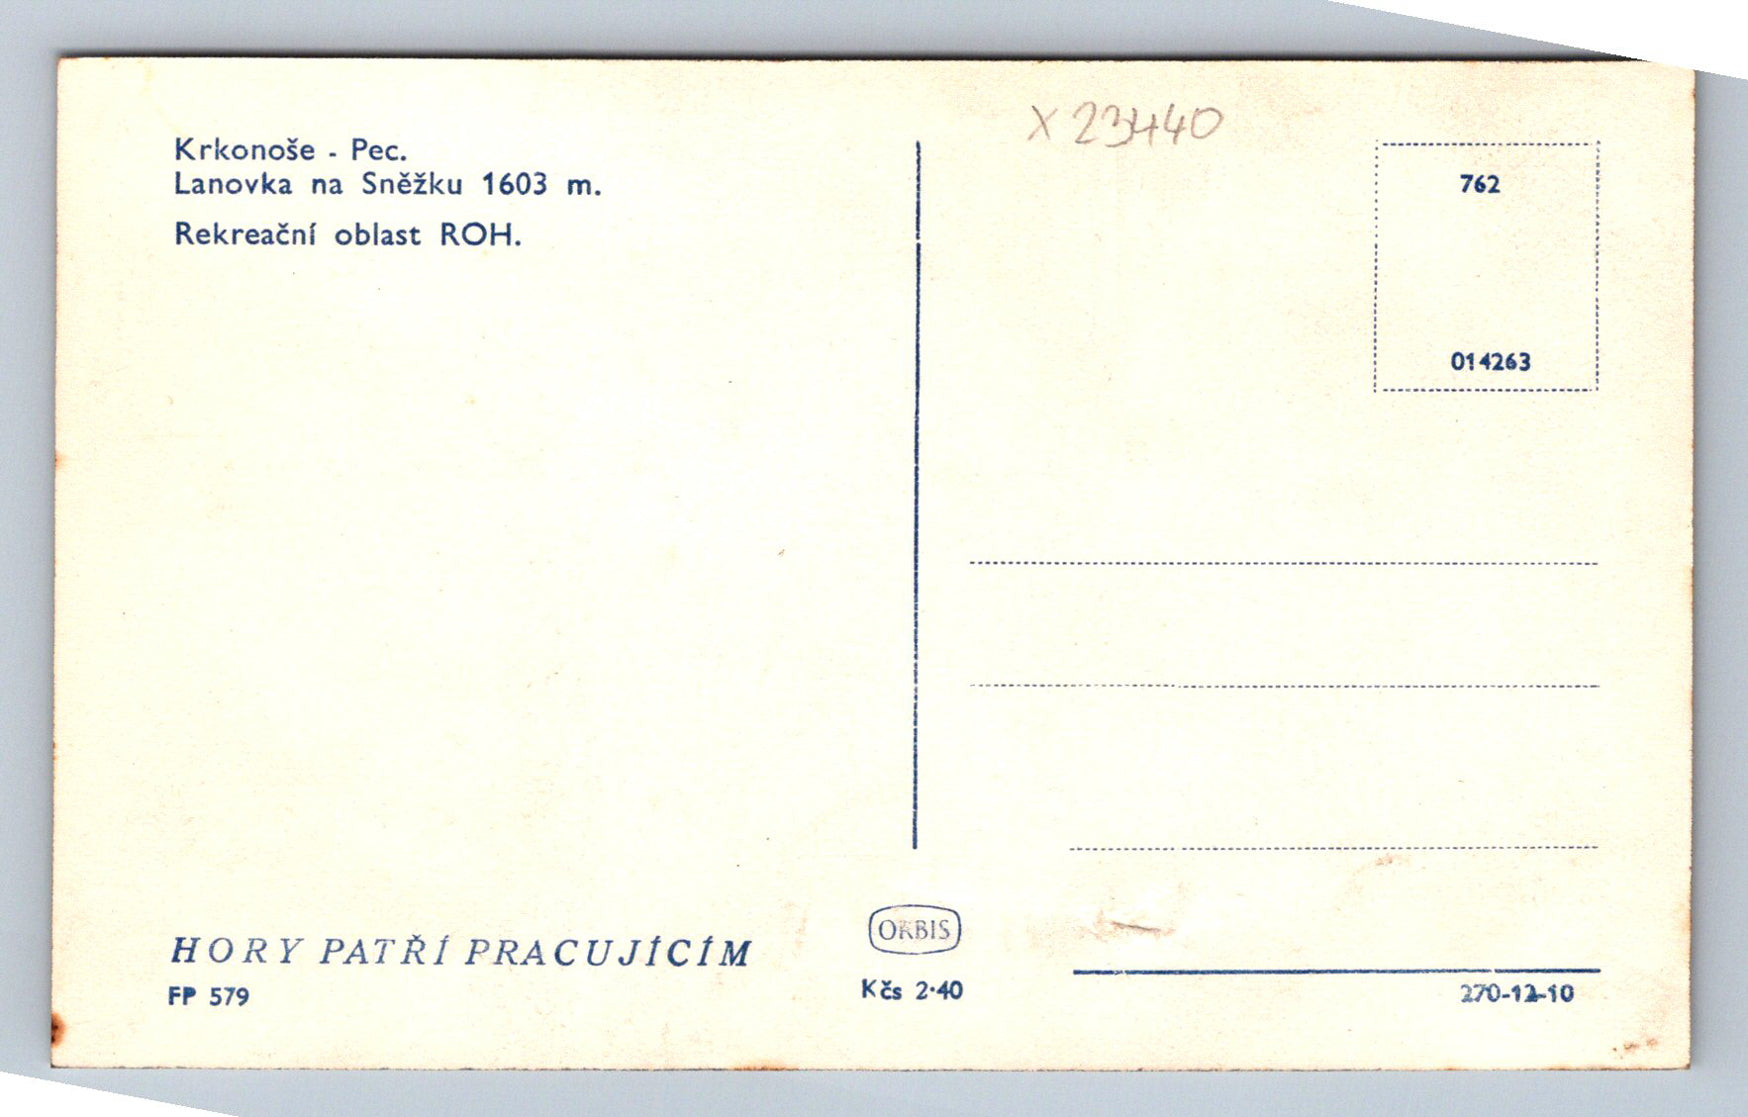 Krkonoše - Pec.
Lanovka na Sněžku 1603 m.
Rekreační oblast ROH.
X 23440
762
014263
HORY PATŘÍ PRACUJÍCÍM
FP 579
ORBIS
Kčs 2·40
270-12-10